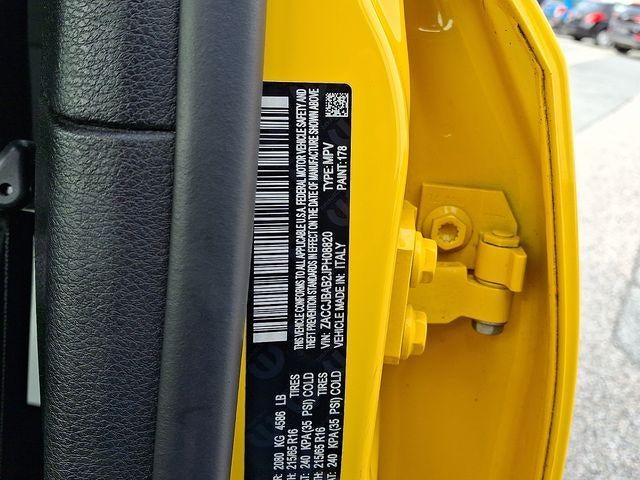 THIS VEHICLE CONFORMS TO ALL APPLICABLE U.S.A. FEDERAL MOTOR VEHICLE SAFETY AND
THEFT PREVENTION STANDARDS IN EFFECT ON THE DATE OF MANUFACTURE SHOWN ABOVE
VIN: ZACCJBAB2JPH08820 TYPE: MPV
VEHICLE MADE IN: ITALY PAINT: 178
2080 KG 4586 LB
TIRES
215/65 R16
240 KPA(35 PSI) COLD
TIRES
215/65 R16
240 KPA(35 PSI) COLD